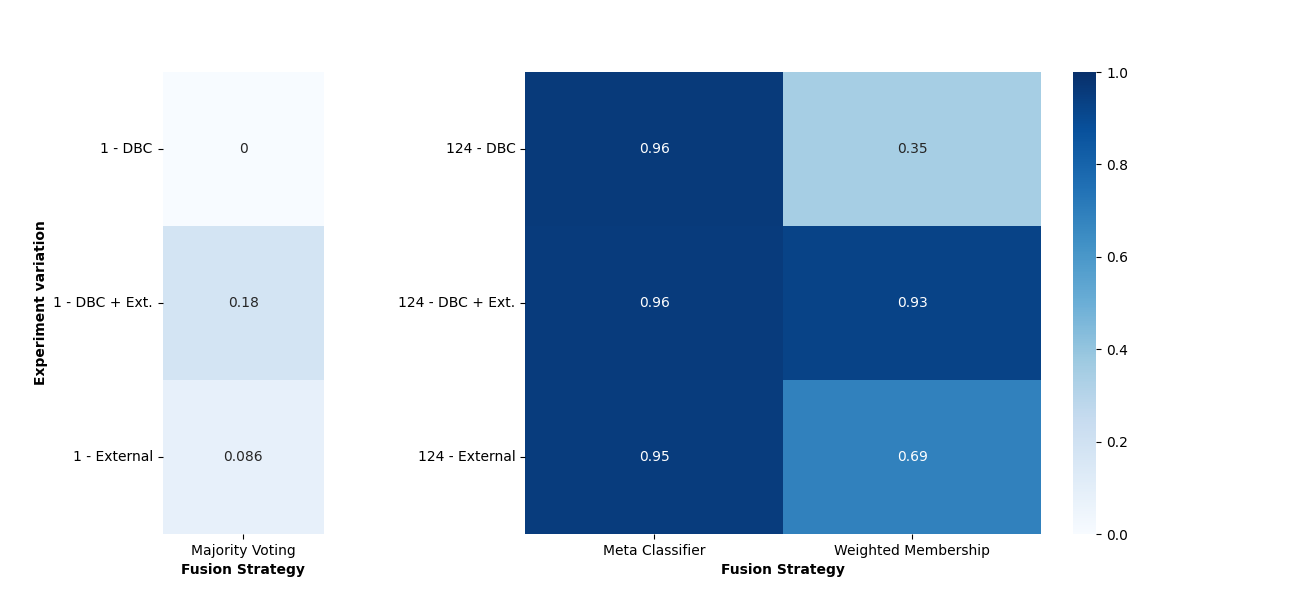 Experiment variation
1 - DBC
1 - DBC + Ext.
1 - External
0
0.18
0.086
Majority Voting
Fusion Strategy
124 - DBC
124 - DBC + Ext.
124 - External
0.96
0.35
0.96
0.93
0.95
0.69
Meta Classifier
Weighted Membership
Fusion Strategy
1.0
0.8
0.6
0.4
0.2
0.0